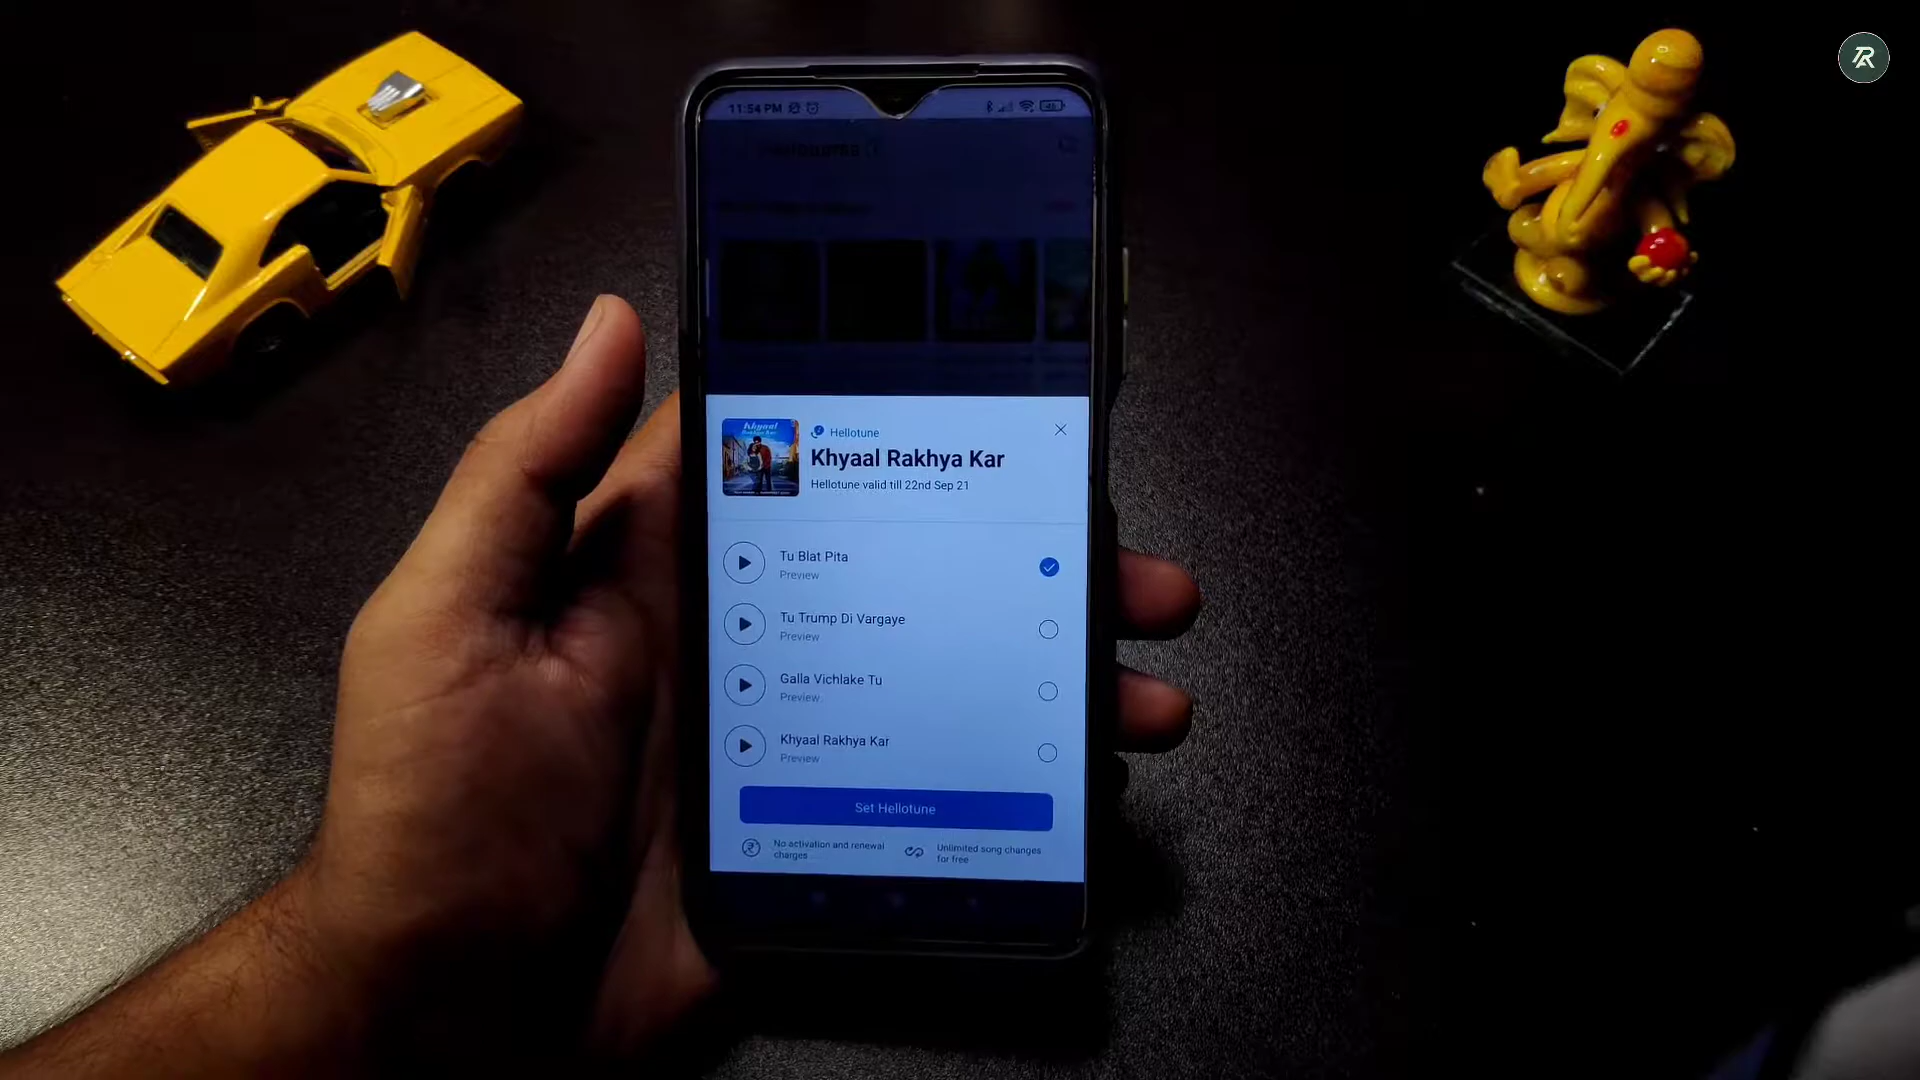 11:54 PM
Khyaal
Hellotune
Khyaal Rakhya Kar
Hellotune valid till 22nd Sep 21
Tu Blat Pita
Preview
Tu Trump Di Vargaye
Preview
Galla Vichlake Tu
Preview
Khyaal Rakhya Kar
Preview
Set Hellotune
No activation and renewal
charges
Unlimited song changes
for free